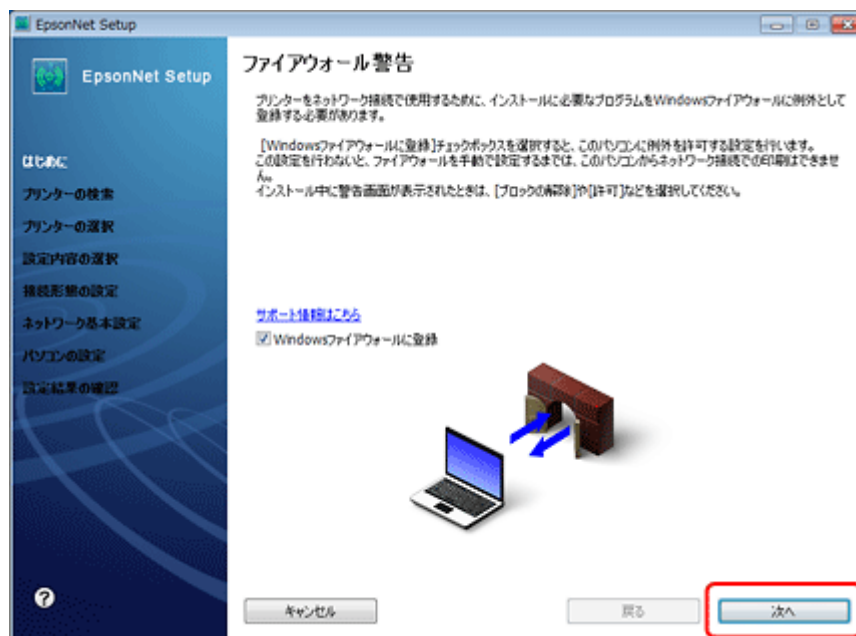 EpsonNet Setup
EpsonNet Setup
はじめに
プリンターの検索
プリンターの選択
設定内容の選択
接続形態の設定
ネットワーク基本設定
パソコンの設定
設定結果の確認
ファイアウォール警告
プリンターをネットワーク接続で使用するために、インストールに必要なプログラムをWindowsファイアウォールに例外として
登録する必要があります。
[Windowsファイアウォールに登録]チェックボックスを選択すると、このパソコンに例外を許可する設定を行います。
この設定を行わないと、ファイアウォールを手動で設定するまでは、このパソコンからネットワーク接続での印刷はできませ
ん。
インストール中に警告画面が表示されたときは、[ブロックの解除]や[許可]などを選択してください。
サポート情報はこちら
Windowsファイアウォールに登録
?
キャンセル
戻る
次へ